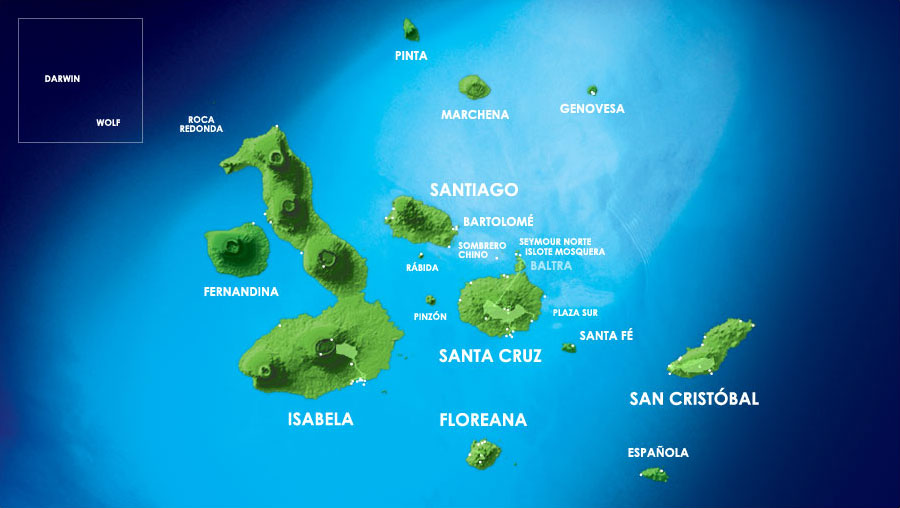 PINTA
DARWIN
WOLF
MARCHENA
GENOVESA
ROCA
REDONDA
SANTIAGO
BARTOLOMÉ
SOMBRERO
CHINO
SEYMOUR NORTE
ISLOTE MOSQUERA
BALTRA
RÁBIDA
FERNANDINA
PINZÓN
PLAZA SUR
SANTA FÉ
SANTA CRUZ
SAN CRISTÓBAL
ISABELA
FLOREANA
ESPAÑOLA